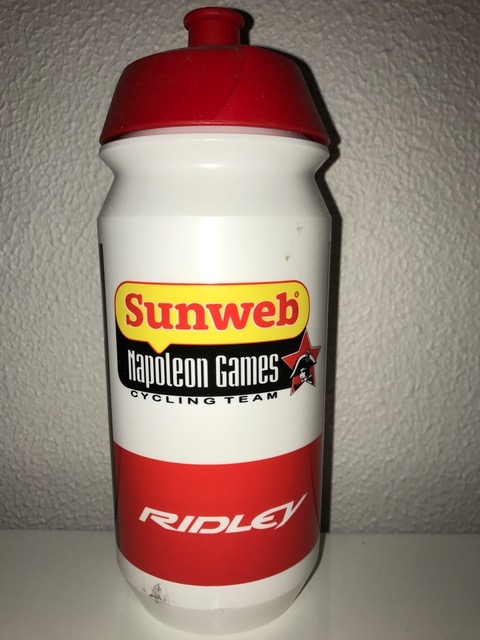 Sunweb
Napoleon Games
CYCLING TEAM
RIDLEY